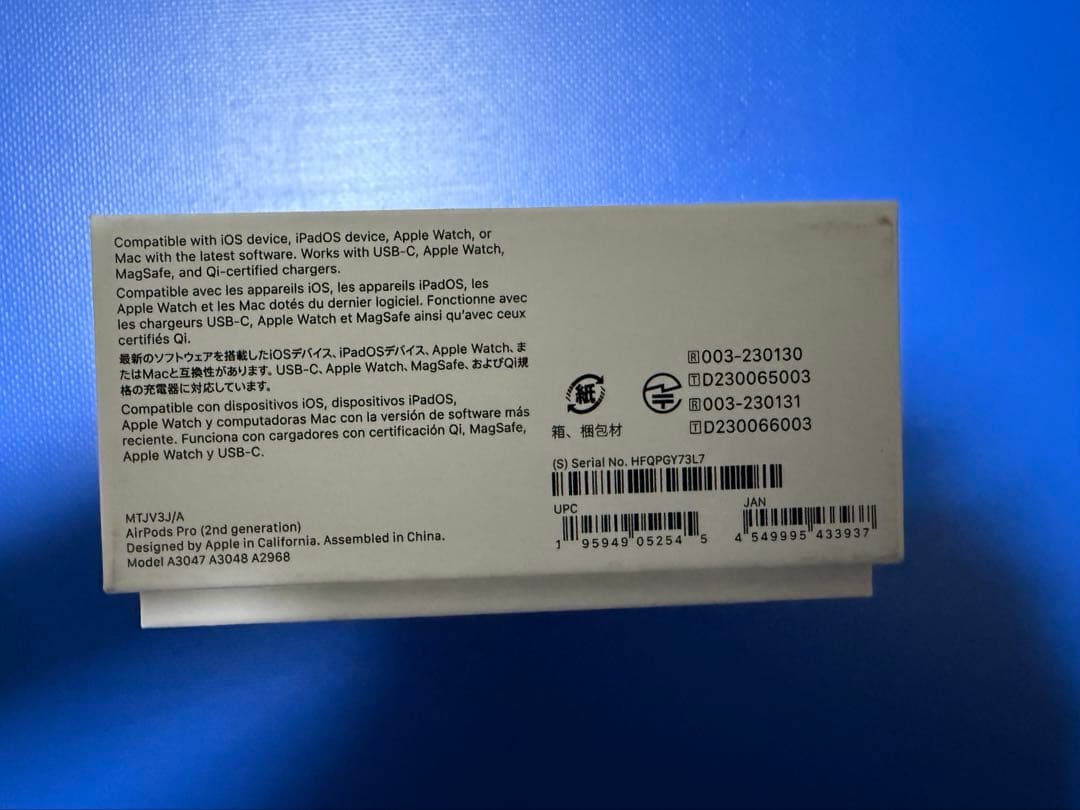 Compatible with iOS device, iPadOS device, Apple Watch, or
Mac with the latest software. Works with USB-C, Apple Watch,
MagSafe, and Qi-certified chargers.
Compatible avec les appareils iOS, les appareils iPadOS, les
Apple Watch et les Mac dotés du dernier logiciel. Fonctionne avec
les chargeurs USB-C, Apple Watch et MagSafe ainsi qu'avec ceux
certifiés Qi.
最新のソフトウェアを搭載したiOSデバイス、iPadOSデバイス、Apple Watch、ま
たはMacと互換性があります。USB-C、Apple Watch、MagSafe、およびQi規
格の充電器に対応しています。
Compatible con dispositivos iOS, dispositivos iPadOS,
Apple Watch y computadoras Mac con la versión de software más
reciente. Funciona con cargadores con certificación Qi, MagSafe,
Apple Watch y USB-C.
MTJV3J/A
AirPods Pro (2nd generation)
Designed by Apple in California. Assembled in China.
Model A3047 A3048 A2968
紙
箱、梱包材
R 003-230130
T D230065003
R 003-230131
T D230066003
(S) Serial No. HFQPGY73L7
UPC
1 95949 05254 5
JAN
4 549995 433937